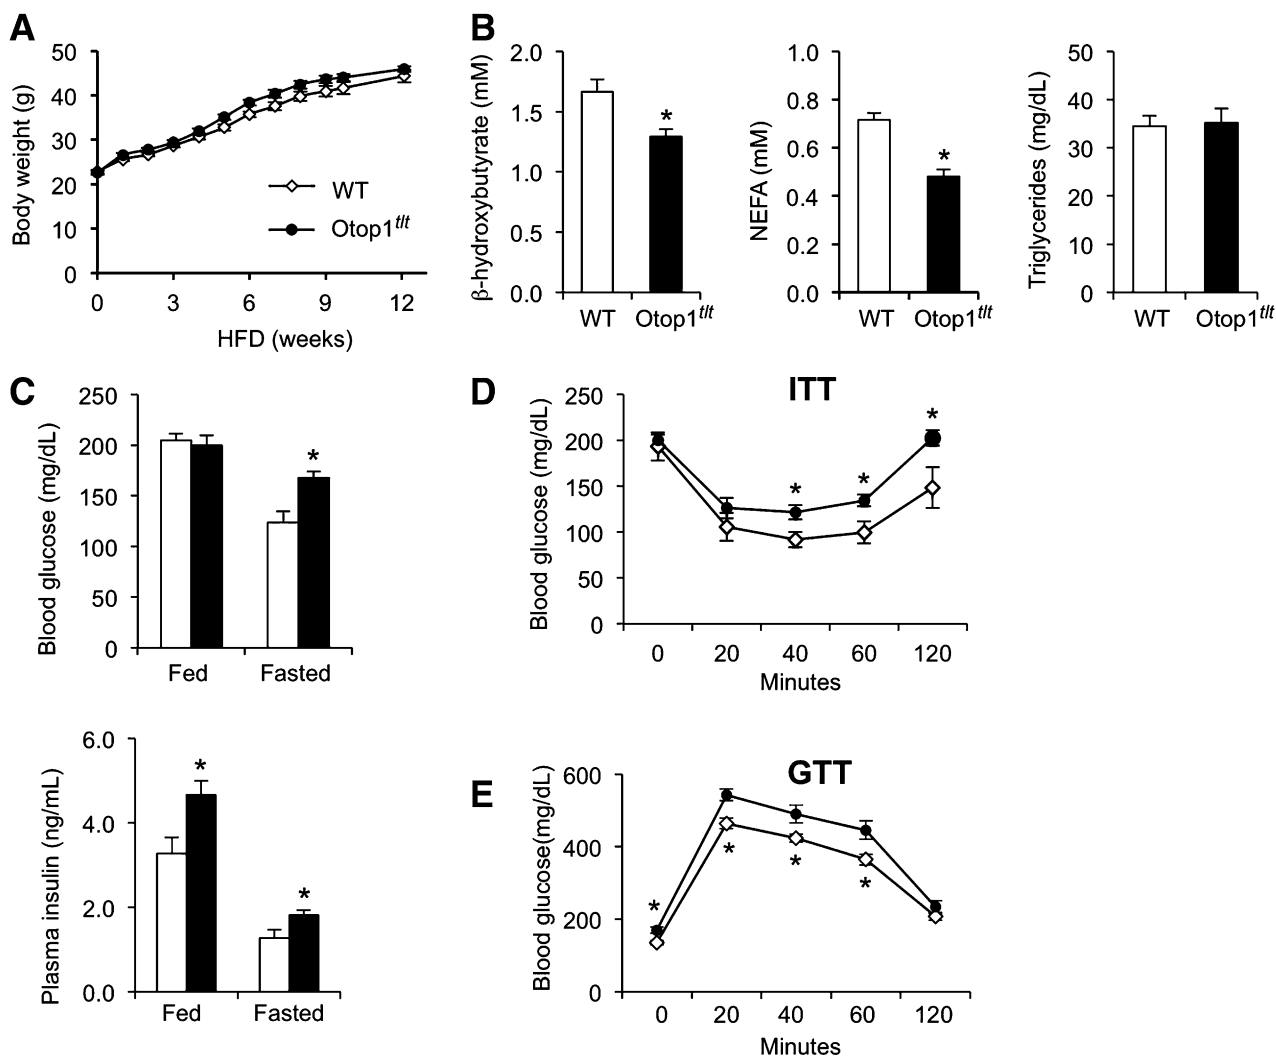 A
Body weight (g)
50
40
30
20
10
0
WT
Otop1tlt
0 3 6 9 12
HFD (weeks)
B
β-hydroxybutyrate (mM)
2.0
1.5
1.0
0.5
0.0
*
WT Otop1tlt
NEFA (mM)
1.0
0.8
0.6
0.4
0.2
0.0
*
WT Otop1tlt
Triglycerides (mg/dL)
50
40
30
20
10
0
WT Otop1tlt
C
Blood glucose (mg/dL)
250
200
150
100
50
0
*
Fed Fasted
Plasma insulin (ng/mL)
6.0
4.0
2.0
0.0
*
*
Fed Fasted
D
ITT
Blood glucose (mg/dL)
250
200
150
100
50
0
* * *
0 20 40 60 120
Minutes
E
GTT
Blood glucose(mg/dL)
600
400
200
0
* * * *
0 20 40 60 120
Minutes